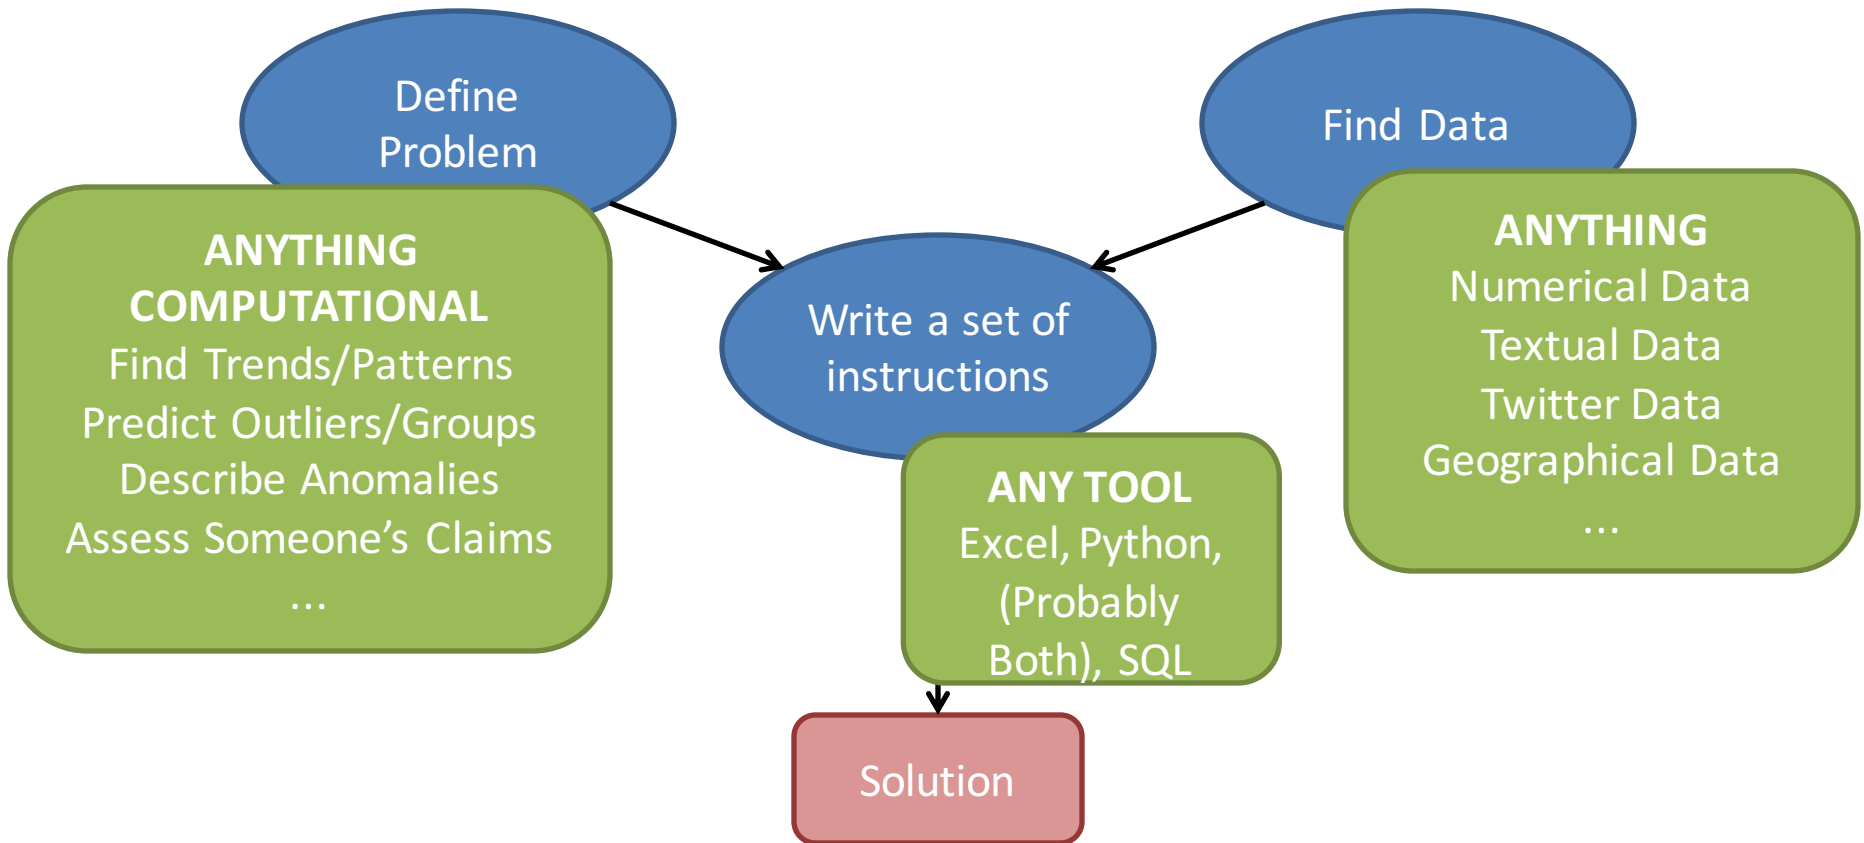 Define
Problem
Find Data
ANYTHING
COMPUTATIONAL
Find Trends/Patterns
Predict Outliers/Groups
Describe Anomalies
Assess Someone’s Claims
...
Write a set of
instructions
ANYTHING
Numerical Data
Textual Data
Twitter Data
Geographical Data
...
ANY TOOL
Excel, Python,
(Probably
Both), SQL
Solution